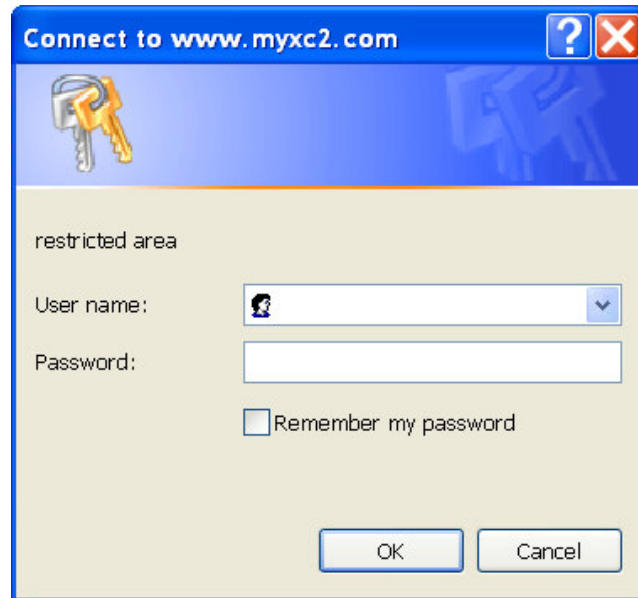 Connect to www.myxc2.com
restricted area
User name:
Password:
Remember my password
OK Cancel